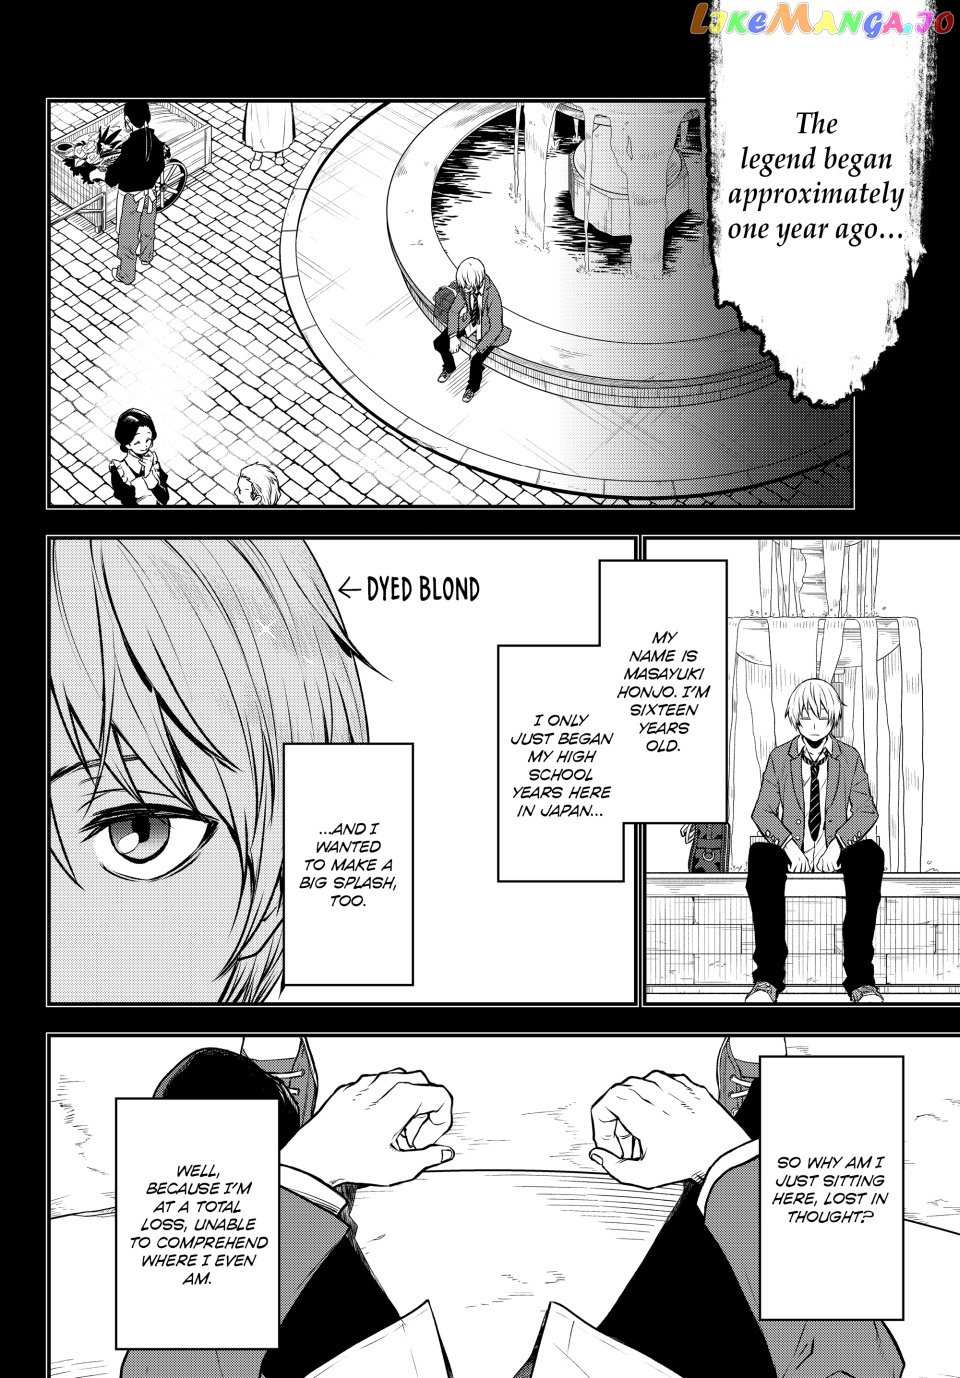 LIKEMANGA.IO
The
legend began
approximately
one year ago...
MY
NAME IS
MASAYUKI
HONJO. I'M
SIXTEEN
YEARS
OLD.
I ONLY
JUST BEGAN
MY HIGH
SCHOOL
YEARS HERE
IN JAPAN...
← DYED BLOND
...AND I
WANTED
TO MAKE A
BIG SPLASH,
TOO.
SO WHY AM I
JUST SITTING
HERE, LOST IN
THOUGHT?
WELL,
BECAUSE I'M
AT A TOTAL
LOSS, UNABLE
TO COMPREHEND
WHERE I EVEN
AM.